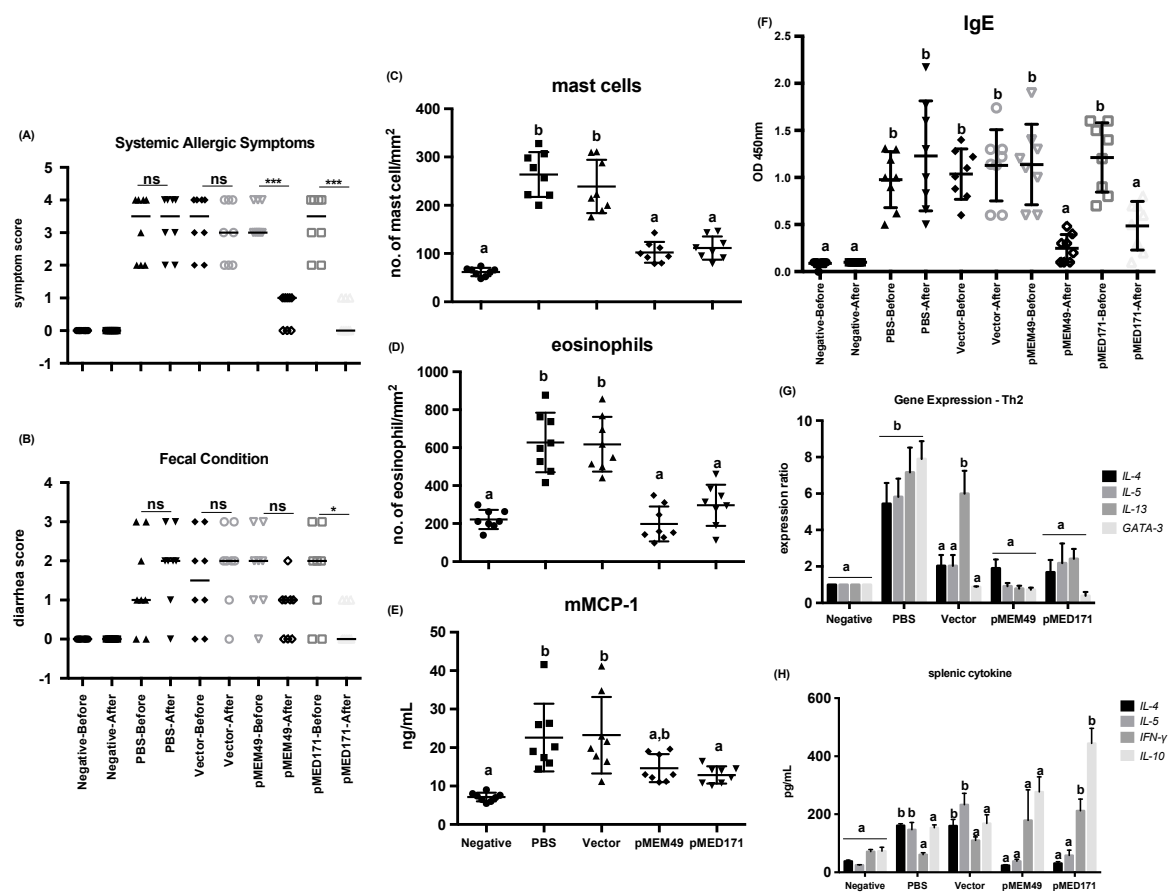 (A)
Systemic Allergic Symptoms
symptom score
5
4
3
2
1
0
-1
ns
ns
***
***
(B)
Fecal Condition
diarrhea score
4
3
2
1
0
-1
ns
ns
ns
*
Negative-Before
Negative-After
PBS-Before
PBS-After
Vector-Before
Vector-After
pMEM49-Before
pMEM49-After
pMED171-Before
pMED171-After
(C)
mast cells
no. of mast cell/mm²
400
300
200
100
0
a
b
b
a
a
(D)
eosinophils
no. of eosinophil/mm²
1000
800
600
400
200
0
a
b
b
a
a
(E)
mMCP-1
ng/mL
50
40
30
20
10
0
a
b
b
a,b
a
Negative
PBS
Vector
pMEM49
pMED171
(F)
IgE
OD 450nm
2.5
2.0
1.5
1.0
0.5
0.0
a
a
b
b
b
b
b
a
b
a
Negative-Before
Negative-After
PBS-Before
PBS-After
Vector-Before
Vector-After
pMEM49-Before
pMEM49-After
pMED171-Before
pMED171-After
(G)
Gene Expression - Th2
expression ratio
10
8
6
4
2
0
a
b
a
a
b
a
a
a
IL-4
IL-5
IL-13
GATA-3
Negative
PBS
Vector
pMEM49
pMED171
(H)
splenic cytokine
pg/mL
600
400
200
0
a
b
b
a
a
b
b
a
a
a
a
a
a
a
a
b
b
IL-4
IL-5
IFN-γ
IL-10
Negative
PBS
Vector
pMEM49
pMED171